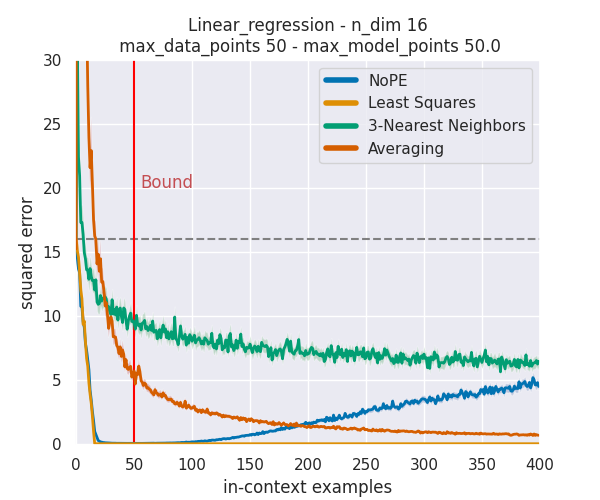 Linear_regression - n_dim 16
max_data_points 50 - max_model_points 50.0
NoPE
Least Squares
3-Nearest Neighbors
Averaging
Bound
squared error
30
25
20
15
10
5
0
0 50 100 150 200 250 300 350 400
in-context examples